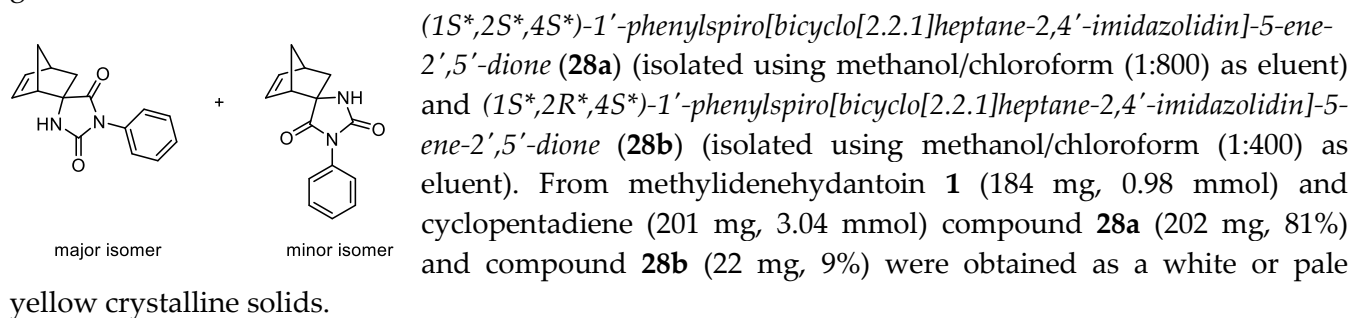 (1S*,2S*,4S*)-1′-phenylspiro[bicyclo[2.2.1]heptane-2,4′-imidazolidin]-5-ene-
2′,5′-dione (28a) (isolated using methanol/chloroform (1:800) as eluent)
and (1S*,2R*,4S*)-1′-phenylspiro[bicyclo[2.2.1]heptane-2,4′-imidazolidin]-5-
ene-2′,5′-dione (28b) (isolated using methanol/chloroform (1:400) as
eluent). From methylidenehydantoin 1 (184 mg, 0.98 mmol) and
cyclopentadiene (201 mg, 3.04 mmol) compound 28a (202 mg, 81%)
and compound 28b (22 mg, 9%) were obtained as a white or pale
yellow crystalline solids.
O
HN
N
O
+
NH
O
N
O
major isomer
minor isomer